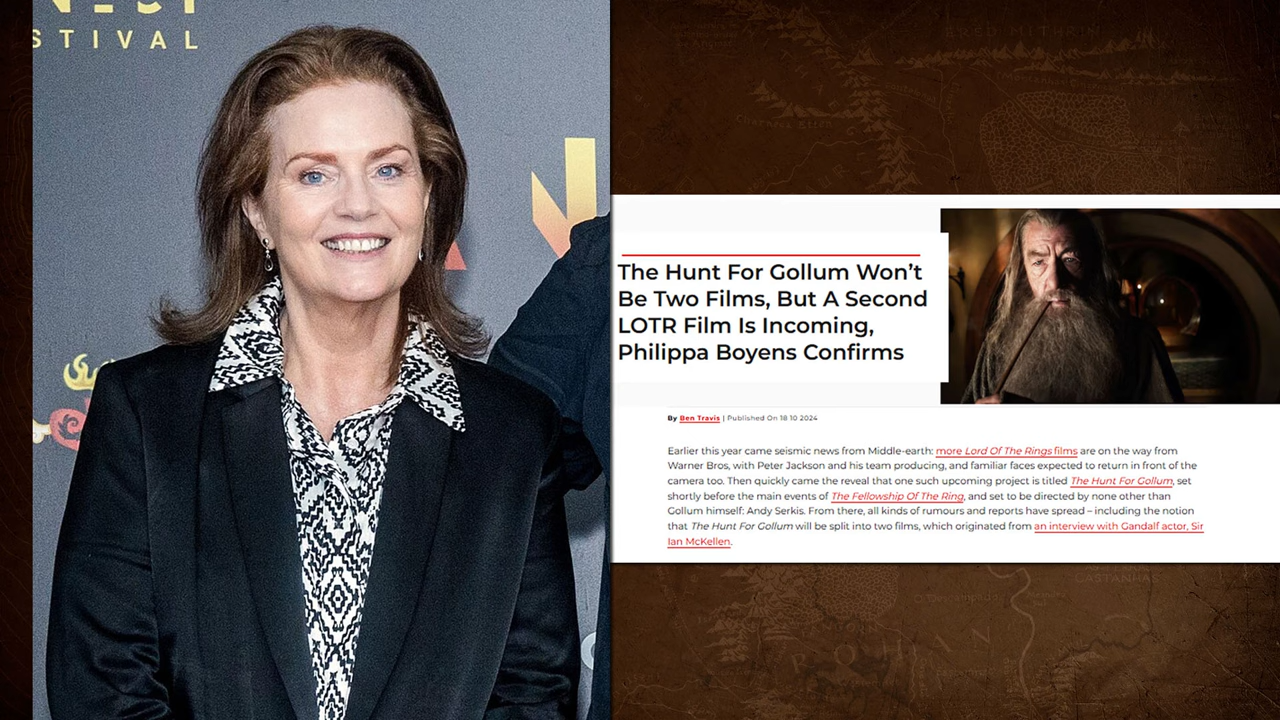 STIVAL
ERED MITHRIN
The Hunt For Gollum Won't
Be Two Films, But A Second
LOTR Film Is Incoming,
Philippa Boyens Confirms
By Ben Travis | Published On 18 10 2024
Earlier this year came seismic news from Middle-earth: more Lord Of The Rings films are on the way from
Warner Bros, with Peter Jackson and his team producing, and familiar faces expected to return in front of the
camera too. Then quickly came the reveal that one such upcoming project is titled The Hunt For Gollum, set
shortly before the main events of The Fellowship Of The Ring, and set to be directed by none other than
Gollum himself: Andy Serkis. From there, all kinds of rumours and reports have spread – including the notion
that The Hunt For Gollum will be split into two films, which originated from an interview with Gandalf actor, Sir
Ian McKellen.
ROHAN